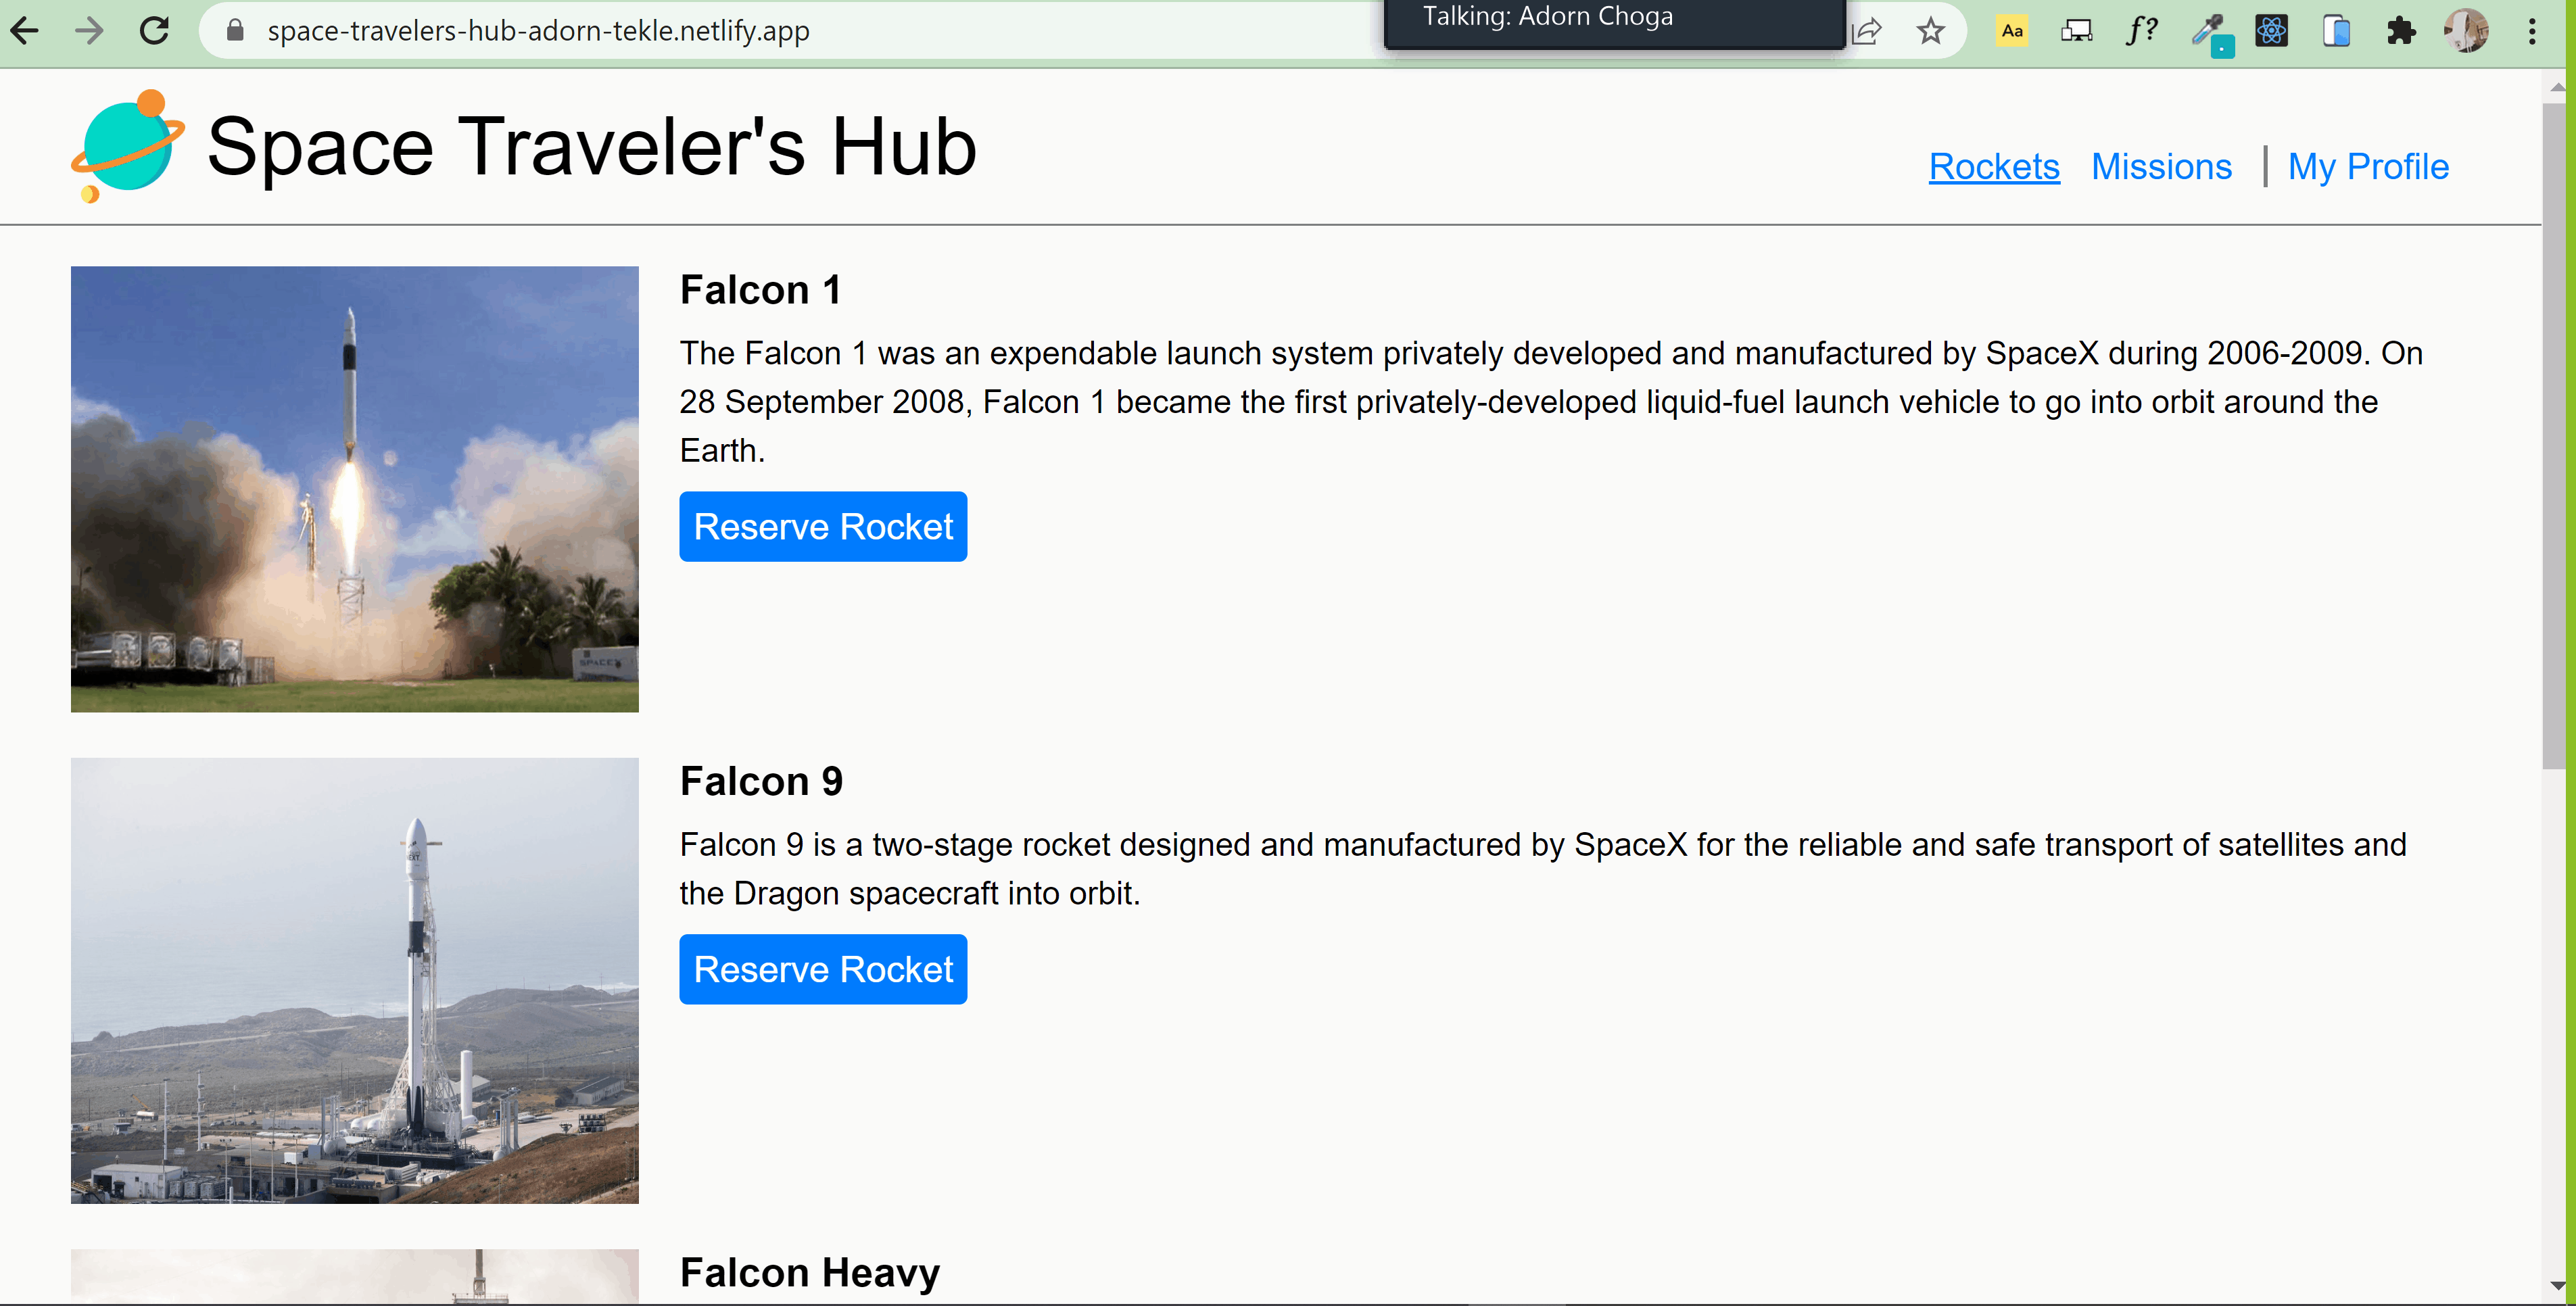 Talking: Adorn Choga
space-travelers-hub-adorn-tekle.netlify.app
Aa
f?
Space Traveler's Hub
Rockets Missions | My Profile
Falcon 1
The Falcon 1 was an expendable launch system privately developed and manufactured by SpaceX during 2006-2009. On
28 September 2008, Falcon 1 became the first privately-developed liquid-fuel launch vehicle to go into orbit around the
Earth.
Reserve Rocket
SPACEX
Falcon 9
Falcon 9 is a two-stage rocket designed and manufactured by SpaceX for the reliable and safe transport of satellites and
the Dragon spacecraft into orbit.
Reserve Rocket
Falcon Heavy